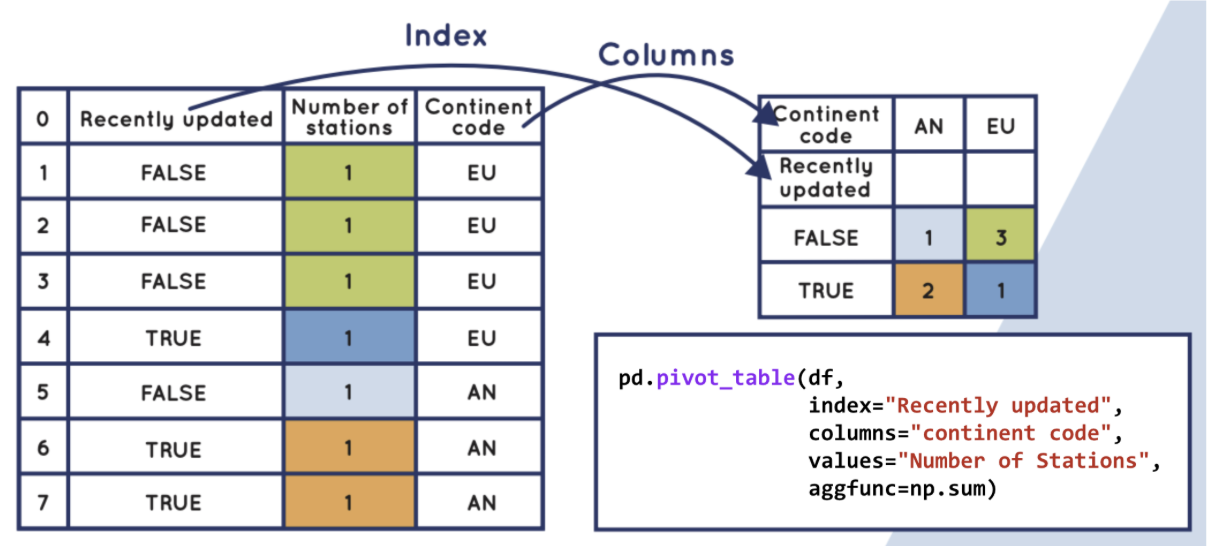 Index
Columns
0 Recently updated Number of stations Continent code
1 FALSE 1 EU
2 FALSE 1 EU
3 FALSE 1 EU
4 TRUE 1 EU
5 FALSE 1 AN
6 TRUE 1 AN
7 TRUE 1 AN
Continent code AN EU
Recently updated
FALSE 1 3
TRUE 2 1
pd.pivot_table(df,
index="Recently updated",
columns="continent code",
values="Number of Stations",
aggfunc=np.sum)